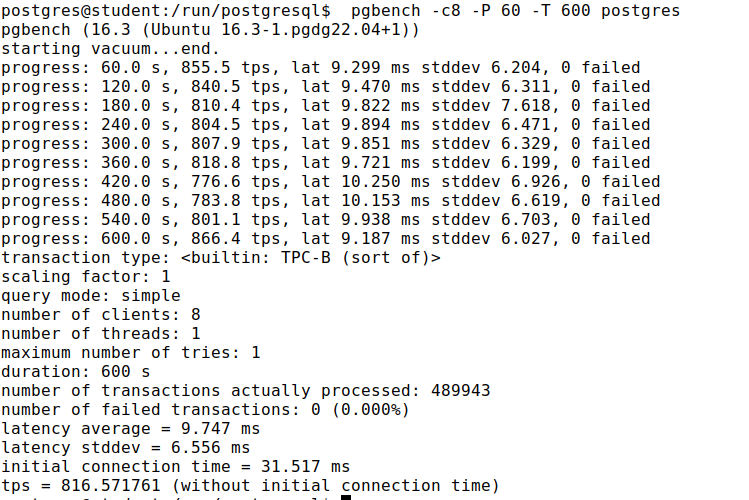 postgres@student:/run/postgresql$  pgbench -c8 -P 60 -T 600 postgres
pgbench (16.3 (Ubuntu 16.3-1.pgdg22.04+1))
starting vacuum...end.
progress: 60.0 s, 855.5 tps, lat 9.299 ms stddev 6.204, 0 failed
progress: 120.0 s, 840.5 tps, lat 9.470 ms stddev 6.311, 0 failed
progress: 180.0 s, 810.4 tps, lat 9.822 ms stddev 7.618, 0 failed
progress: 240.0 s, 804.5 tps, lat 9.894 ms stddev 6.471, 0 failed
progress: 300.0 s, 807.9 tps, lat 9.851 ms stddev 6.329, 0 failed
progress: 360.0 s, 818.8 tps, lat 9.721 ms stddev 6.199, 0 failed
progress: 420.0 s, 776.6 tps, lat 10.250 ms stddev 6.926, 0 failed
progress: 480.0 s, 783.8 tps, lat 10.153 ms stddev 6.619, 0 failed
progress: 540.0 s, 801.1 tps, lat 9.938 ms stddev 6.703, 0 failed
progress: 600.0 s, 866.4 tps, lat 9.187 ms stddev 6.027, 0 failed
transaction type: <builtin: TPC-B (sort of)>
scaling factor: 1
query mode: simple
number of clients: 8
number of threads: 1
maximum number of tries: 1
duration: 600 s
number of transactions actually processed: 489943
number of failed transactions: 0 (0.000%)
latency average = 9.747 ms
latency stddev = 6.556 ms
initial connection time = 31.517 ms
tps = 816.571761 (without initial connection time)